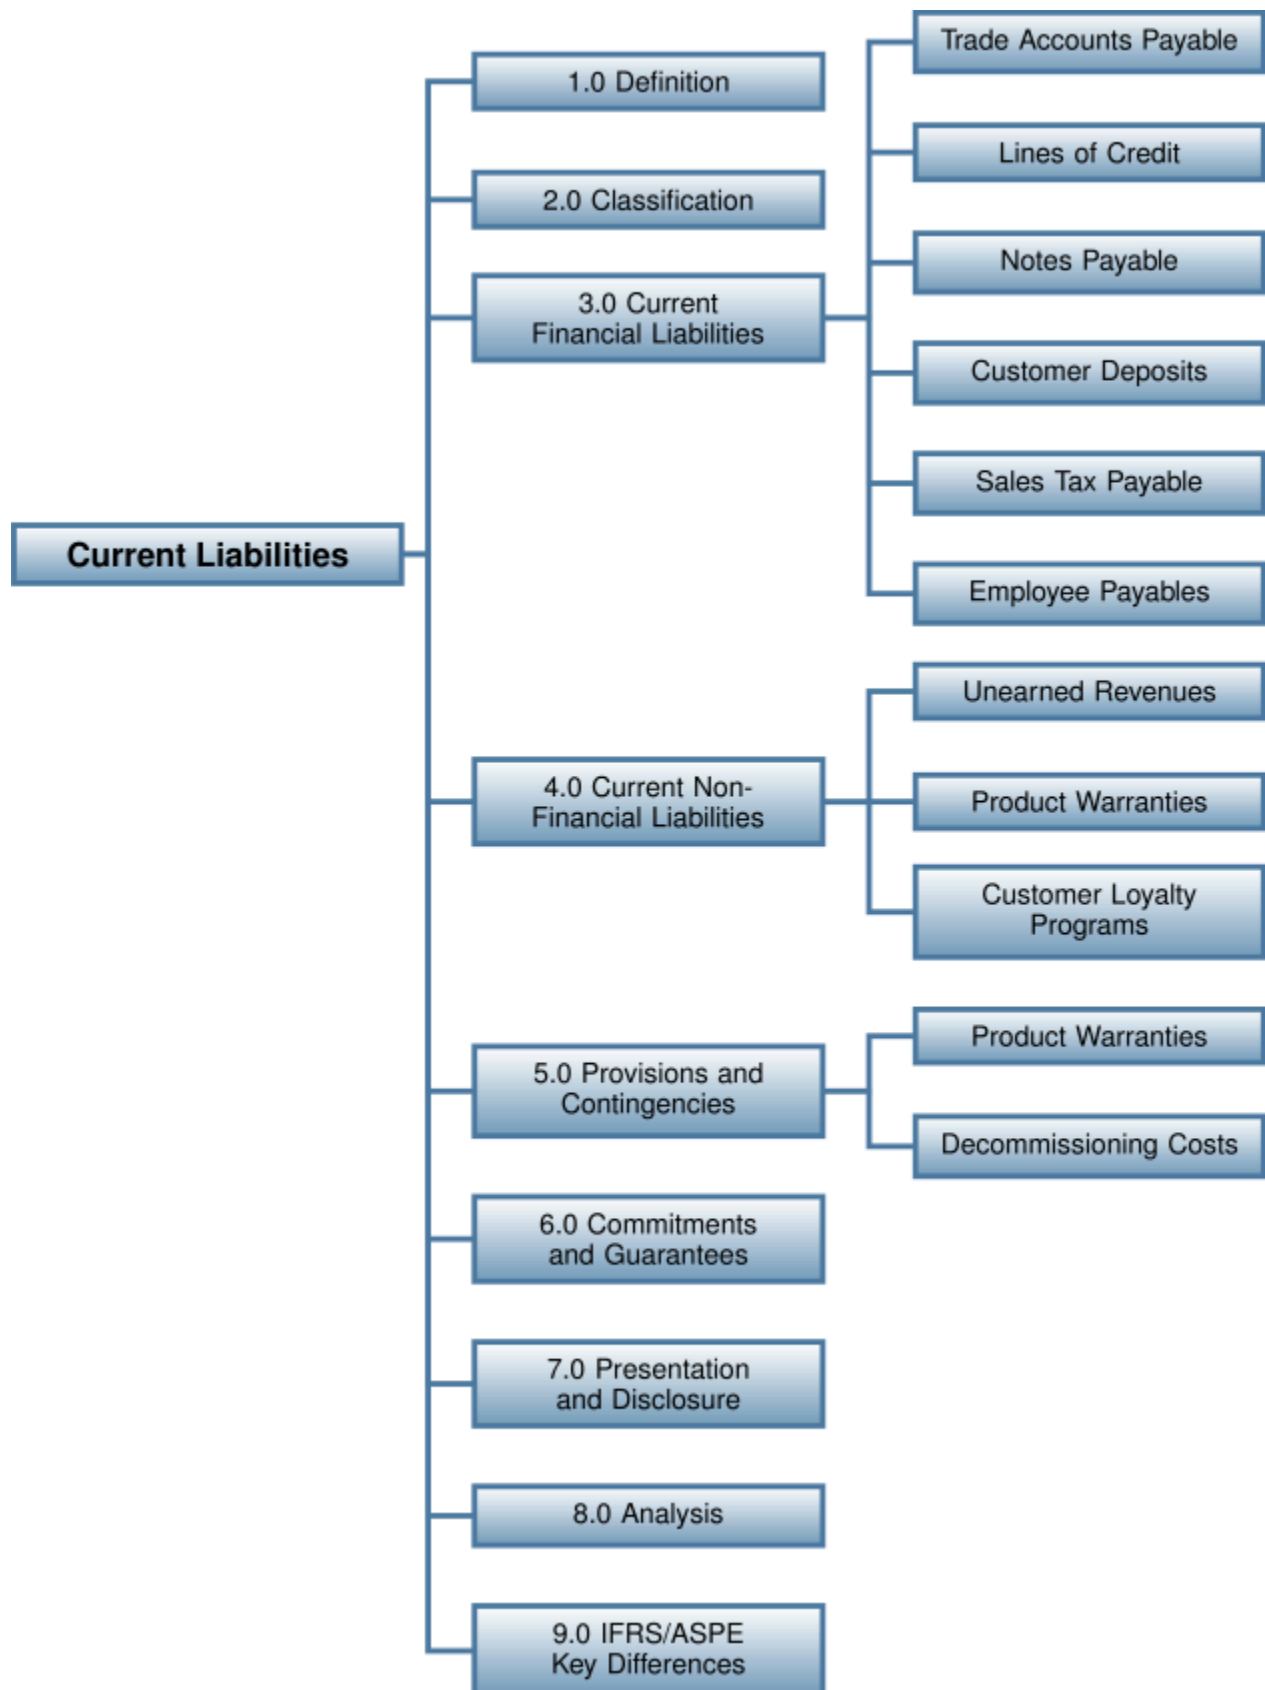 Current Liabilities
1.0 Definition
2.0 Classification
3.0 Current
Financial Liabilities
Trade Accounts Payable
Lines of Credit
Notes Payable
Customer Deposits
Sales Tax Payable
Employee Payables
4.0 Current Non-
Financial Liabilities
Unearned Revenues
Product Warranties
Customer Loyalty
Programs
5.0 Provisions and
Contingencies
Product Warranties
Decommissioning Costs
6.0 Commitments
and Guarantees
7.0 Presentation
and Disclosure
8.0 Analysis
9.0 IFRS/ASPE
Key Differences